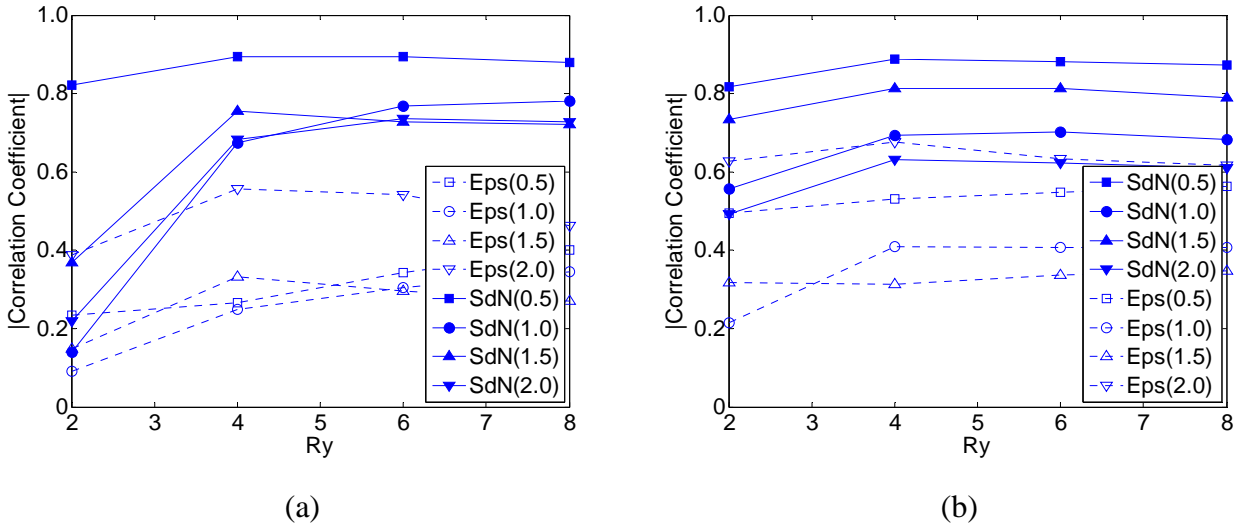 1.0
0.8
0.6
0.4
0.2
0
|Correlation Coefficient|
2 3 4 5 6 7 8
Ry
Eps(0.5)
Eps(1.0)
Eps(1.5)
Eps(2.0)
SdN(0.5)
SdN(1.0)
SdN(1.5)
SdN(2.0)
(a)
1.0
0.8
0.6
0.4
0.2
0
|Correlation Coefficient|
2 3 4 5 6 7 8
Ry
SdN(0.5)
SdN(1.0)
SdN(1.5)
SdN(2.0)
Eps(0.5)
Eps(1.0)
Eps(1.5)
Eps(2.0)
(b)